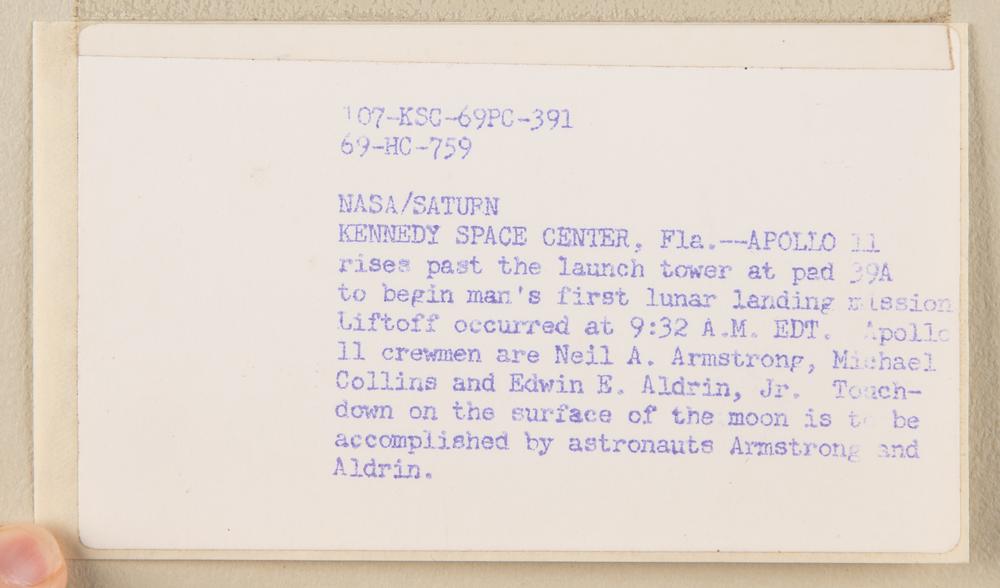 107-KSC-69PC-391
69-HC-759
NASA/SATURN
KENNEDY SPACE CENTER, Fla.--APOLLO 11
rises past the launch tower at pad 39A
to begin man's first lunar landing mission
Liftoff occurred at 9:32 A.M. EDT. Apollo
11 crewmen are Neil A. Armstrong, Michael
Collins and Edwin E. Aldrin, Jr. Touch-
down on the surface of the moon is to be
accomplished by astronauts Armstrong and
Aldrin.